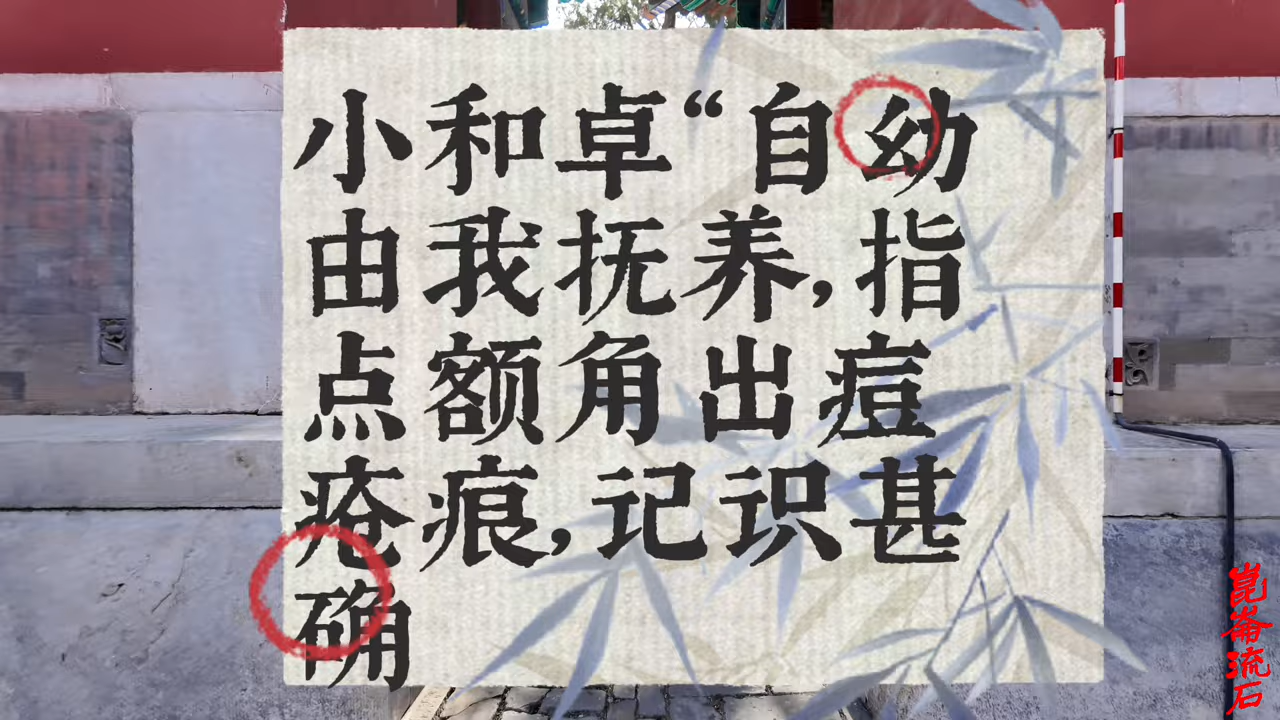 小和卓“自幼
由我抚养，指
点额角出痘
疮痕，记识甚
确
崑崙流石